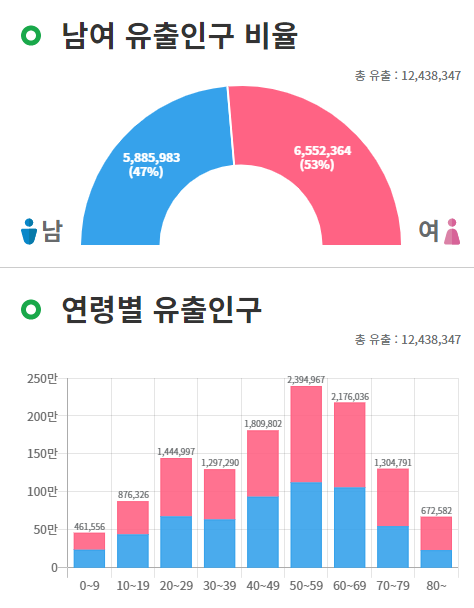 남여 유출인구 비율
총 유출 : 12,438,347
5,885,983
(47%)
6,552,364
(53%)
남
여
연령별 유출인구
총 유출 : 12,438,347
250만
200만
150만
100만
50만
0
461,556
876,326
1,444,997
1,297,290
1,809,802
2,394,967
2,176,036
1,304,791
672,582
0~9 10~19 20~29 30~39 40~49 50~59 60~69 70~79 80~